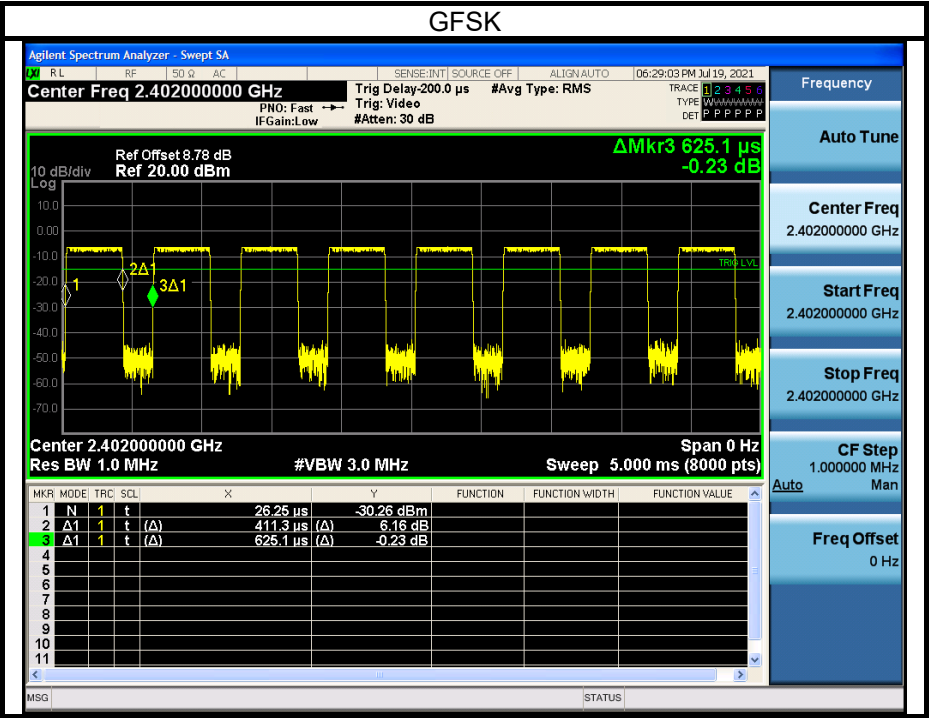 GFSK
Agilent Spectrum Analyzer - Swept SA
LXI RL RF 50 Ω AC SENSE:INT SOURCE OFF ALIGN AUTO 06:29:03 PM Jul 19, 2021
Center Freq 2.402000000 GHz
PNO: Fast
IFGain:Low
Trig Delay-200.0 µs #Avg Type: RMS
Trig: Video
#Atten: 30 dB
TRACE 1 2 3 4 5 6
TYPE WWWWWW
DET P P P P P P
Ref Offset 8.78 dB
10 dB/div Ref 20.00 dBm
Log
ΔMkr3 625.1 µs
-0.23 dB
10.0
0.00
-10.0
-20.0
-30.0
-40.0
-50.0
-60.0
-70.0
TRIG LVL
1
2Δ1
3Δ1
Center 2.402000000 GHz Span 0 Hz
Res BW 1.0 MHz #VBW 3.0 MHz Sweep 5.000 ms (8000 pts)
MKR MODE TRC SCL X Y FUNCTION FUNCTION WIDTH FUNCTION VALUE
1 N 1 t 26.25 µs -30.26 dBm
2 Δ1 1 t (Δ) 411.3 µs (Δ) 6.16 dB
3 Δ1 1 t (Δ) 625.1 µs (Δ) -0.23 dB
4
5
6
7
8
9
10
11
MSG STATUS
Frequency
Auto Tune
Center Freq
2.402000000 GHz
Start Freq
2.402000000 GHz
Stop Freq
2.402000000 GHz
CF Step
1.000000 MHz
Auto Man
Freq Offset
0 Hz